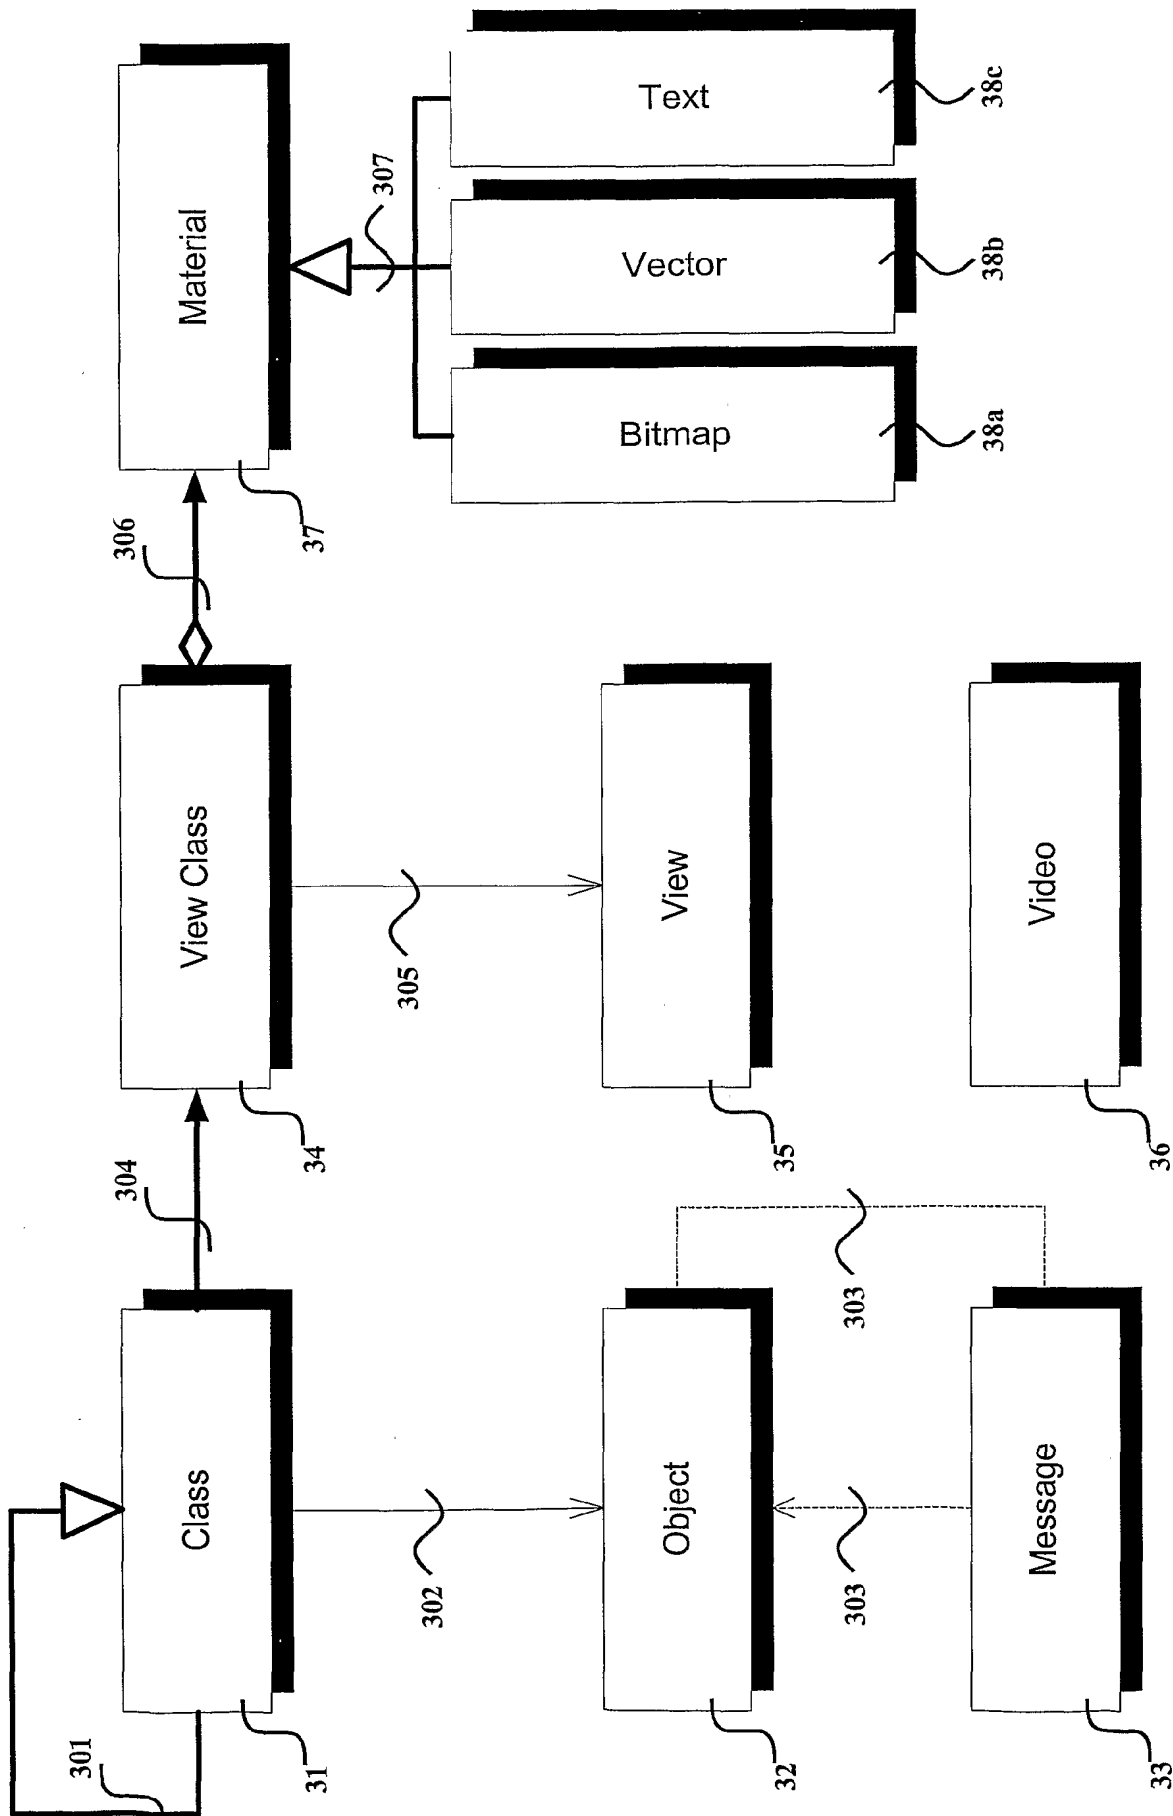 301
304
306
Class
View Class
Material
31
34
37
302
305
307
Object
View
Bitmap
Vector
Text
32
35
303
303
38a
38b
38c
Message
Video
33
36